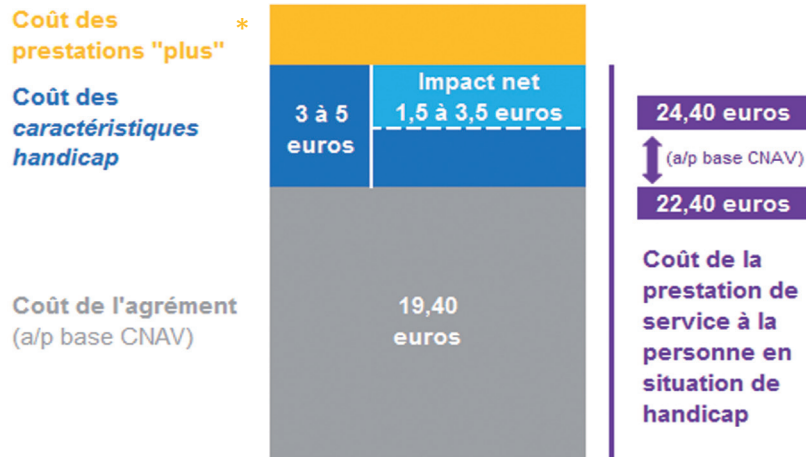 Coût des
prestations "plus" *
Coût des
caractéristiques
handicap
3 à 5
euros
Impact net
1,5 à 3,5 euros
Coût de l'agrément
(a/p base CNAV)
19,40
euros
24,40 euros
(a/p base CNAV)
22,40 euros
Coût de la
prestation de
service à la
personne en
situation de
handicap